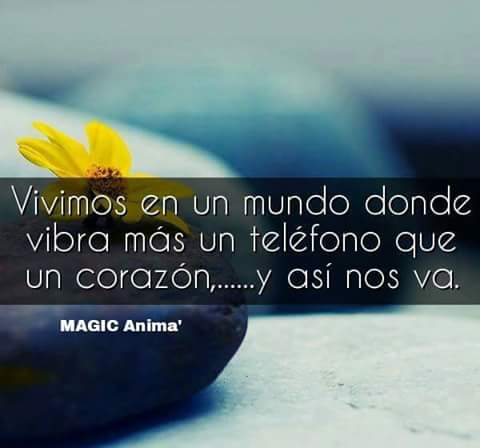 Vivimos en un mundo donde
vibra más un teléfono que
un corazón,......y así nos va.
MAGIC Anima'